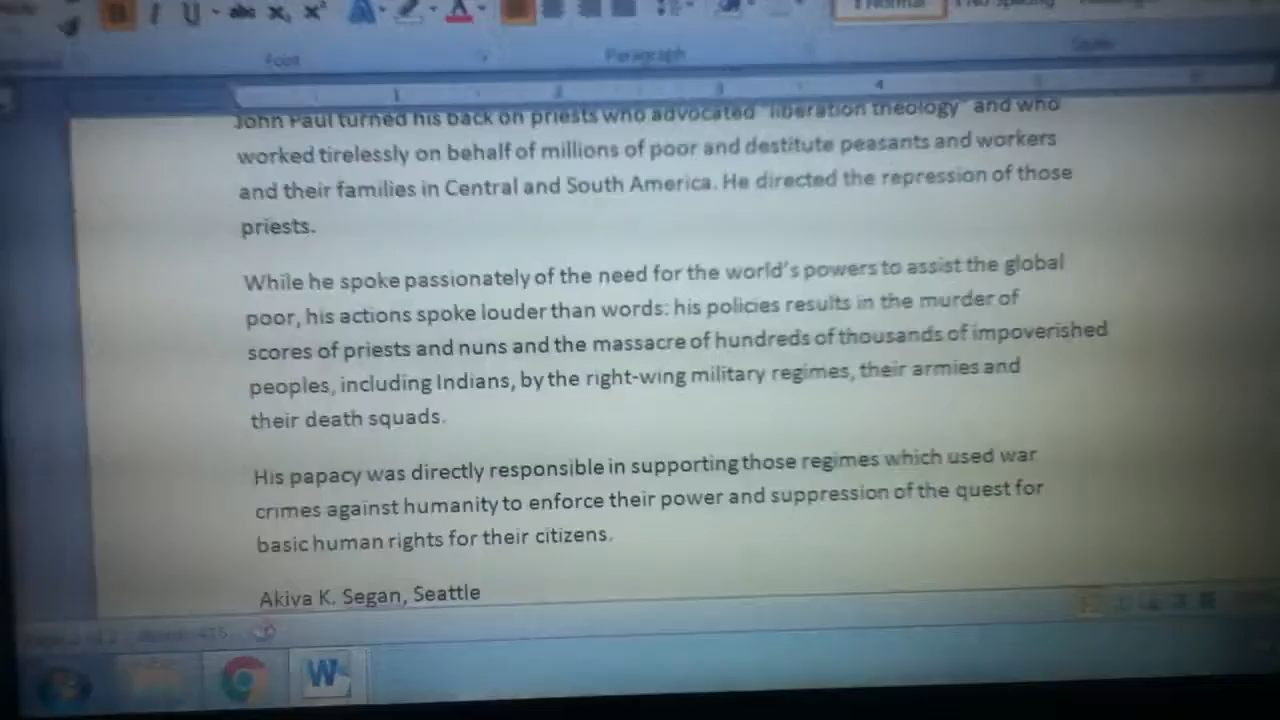 Font
Paragraph
John Paul turned his back on priests who advocated "liberation theology" and who
worked tirelessly on behalf of millions of poor and destitute peasants and workers
and their families in Central and South America. He directed the repression of those
priests.
While he spoke passionately of the need for the world's powers to assist the global
poor, his actions spoke louder than words: his policies results in the murder of
scores of priests and nuns and the massacre of hundreds of thousands of impoverished
peoples, including Indians, by the right-wing military regimes, their armies and
their death squads.
His papacy was directly responsible in supporting those regimes which used war
crimes against humanity to enforce their power and suppression of the quest for
basic human rights for their citizens.
Akiva K. Segan, Seattle